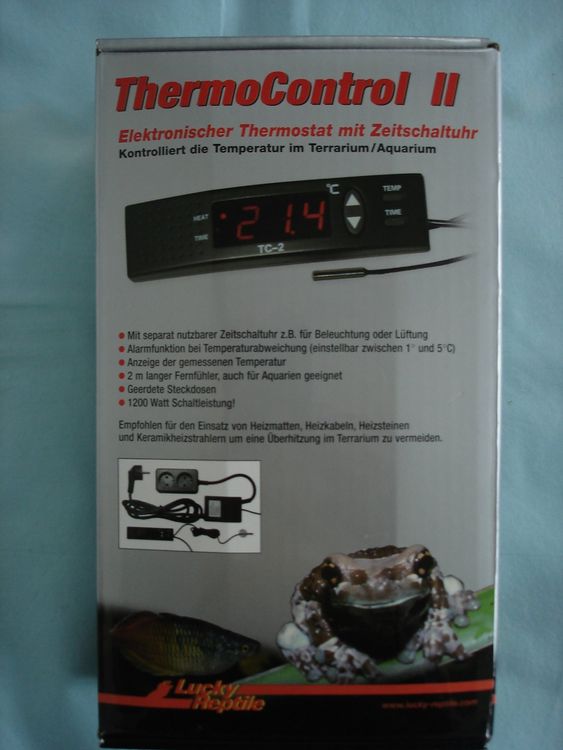 ThermoControl II
Elektronischer Thermostat mit Zeitschaltuhr
Kontrolliert die Temperatur im Terrarium/Aquarium
°C
TEMP
HEAT
21.4
TIME
TIME
TC-2
• Mit separat nutzbarer Zeitschaltuhr z.B. für Beleuchtung oder Lüftung
• Alarmfunktion bei Temperaturabweichung (einstellbar zwischen 1° und 5°C)
• Anzeige der gemessenen Temperatur
• 2 m langer Fernfühler, auch für Aquarien geeignet
• Geerdete Steckdosen
• 1200 Watt Schaltleistung!
Empfohlen für den Einsatz von Heizmatten, Heizkabeln, Heizsteinen
und Keramikheizstrahlern um eine Überhitzung im Terrarium zu vermeiden.
Lucky
Reptile
www.lucky-reptile.com